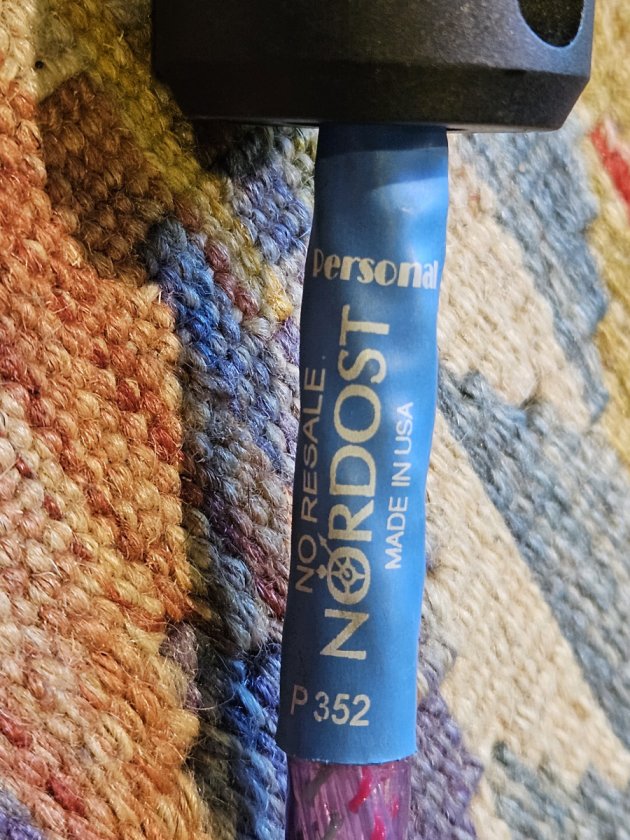 Personal
NO RESALE
NORDOST
MADE IN USA
P 352